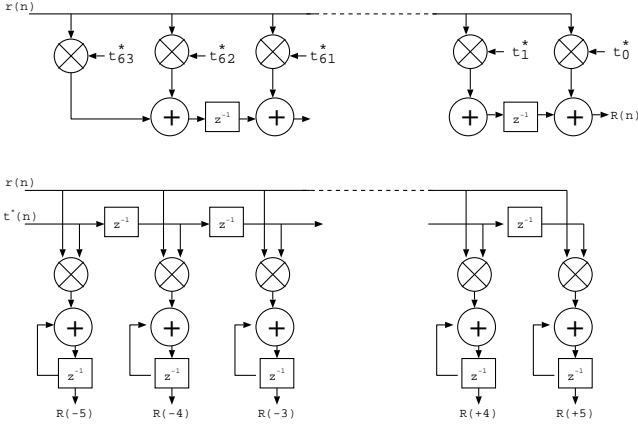 r(n)
t*63 t*62 t*61 t*1 t*0
+ z⁻¹ + + z⁻¹ + R(n)
r(n)
t*(n)
z⁻¹ z⁻¹ z⁻¹
+ + + + +
z⁻¹ z⁻¹ z⁻¹ z⁻¹ z⁻¹
R(-5) R(-4) R(-3) R(+4) R(+5)